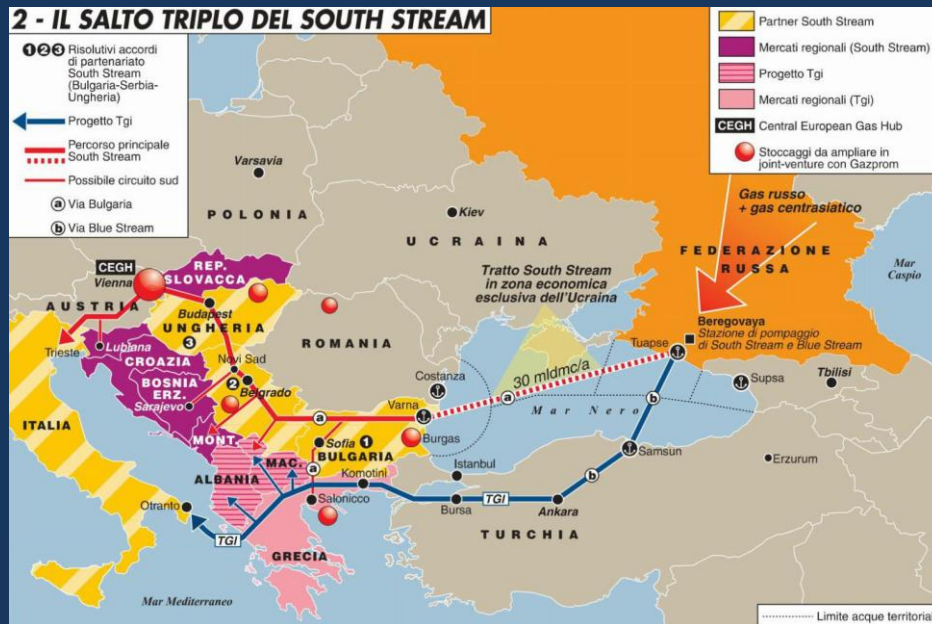 2 - IL SALTO TRIPLO DEL SOUTH STREAM
1 2 3 Risolutivi accordi
di partenariato
South Stream
(Bulgaria-Serbia-
Ungheria)
Progetto Tgi
Percorso principale
South Stream
Possibile circuito sud
a Via Bulgaria
b Via Blue Stream
Partner South Stream
Mercati regionali (South Stream)
Progetto Tgi
Mercati regionali (Tgi)
CEGH Central European Gas Hub
Stoccaggi da ampliare in
joint-venture con Gazprom
Varsavia
POLONIA
Kiev
UCRAINA
Gas russo
+ gas centrasiatico
FEDERAZIONE
RUSSA
Mar
Caspio
Tratto South Stream
in zona economica
esclusiva dell'Ucraina
CEGH
Vienna
REP.
SLOVACCA
AUSTRIA
Budapest
UNGHERIA
3
ROMANIA
Beregovaya
Stazione di pompaggio
di South Stream e Blue Stream
Tuapse
Trieste
Lubiana
CROAZIA
Novi Sad
BOSNIA
ERZ.
Sarajevo
2
Belgrado
Costanza
30 mldmc/a
a
Mar Nero
Supsa
Tbilisi
ITALIA
MONT.
a
Varna
b
Sofia
1
BULGARIA
Burgas
Samsun
Erzurum
MAC.
ALBANIA
a
Komotini
Istanbul
b
Otranto
Salonicco
TGI
Bursa
TGI
Ankara
TURCHIA
GRECIA
Mar Mediterraneo
Limite acque territorial